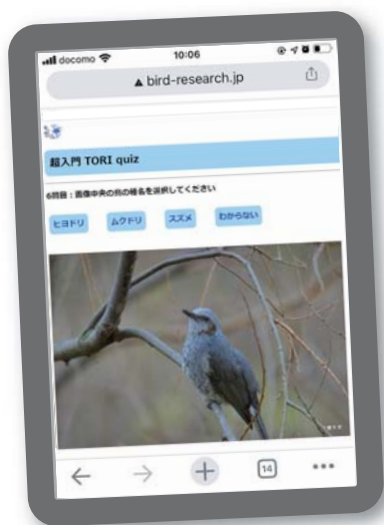 docomo 10:06
bird-research.jp
超入門 TORI quiz
6問目：画像中央の鳥の種名を選択してください
ヒヨドリ ムクドリ スズメ わからない
14